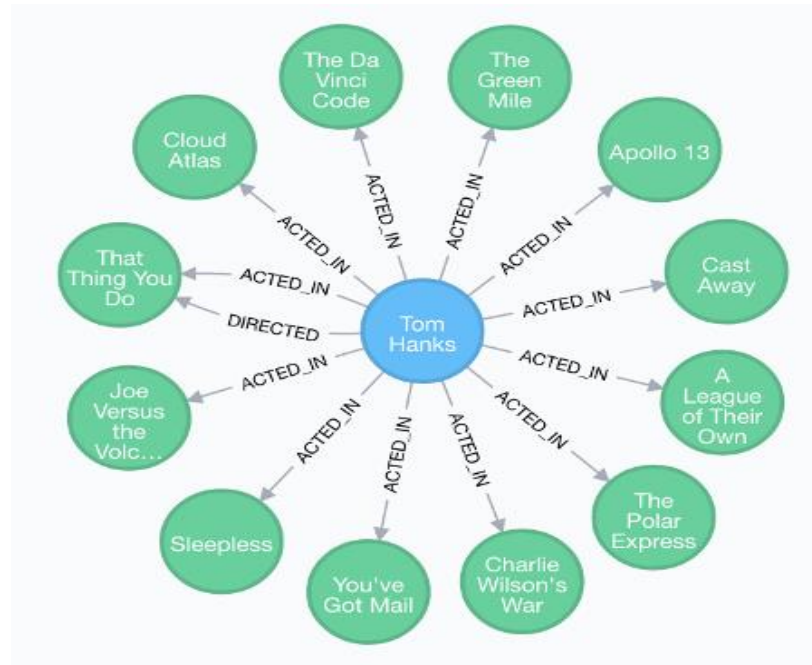 The Da
Vinci
Code
The
Green
Mile
Cloud
Atlas
Apollo 13
ACTED_IN
ACTED_IN
ACTED_IN
ACTED_IN
That
Thing You
Do
ACTED_IN
DIRECTED
Tom
Hanks
ACTED_IN
Cast
Away
ACTED_IN
ACTED_IN
A
League
of Their
Own
Joe
Versus
the
Volc...
ACTED_IN
ACTED_IN
ACTED_IN
ACTED_IN
The
Polar
Express
Sleepless
You've
Got Mail
Charlie
Wilson's
War